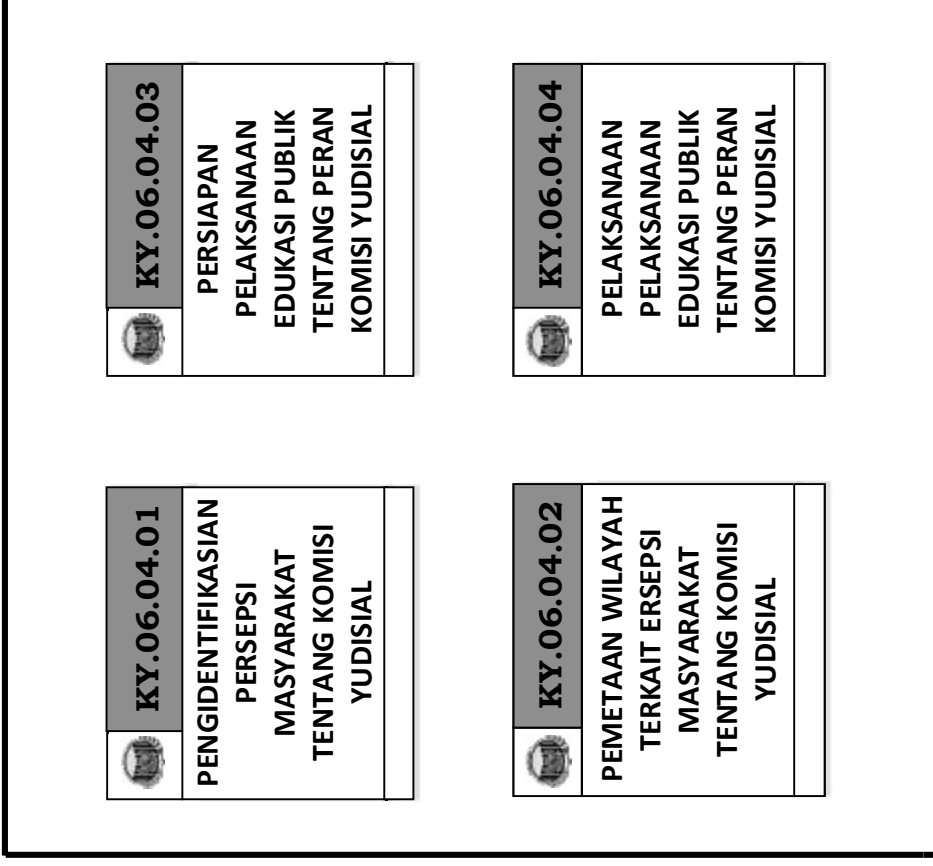 KY.06.04.01
PENGIDENTIFIKASIAN
PERSEPSI
MASYARAKAT
TENTANG KOMISI
YUDISIAL
KY.06.04.02
PEMETAAN WILAYAH
TERKAIT ERSEPSI
MASYARAKAT
TENTANG KOMISI
YUDISIAL
KY.06.04.03
PERSIAPAN
PELAKSANAAN
EDUKASI PUBLIK
TENTANG PERAN
KOMISI YUDISIAL
KY.06.04.04
PELAKSANAAN
PELAKSANAAN
EDUKASI PUBLIK
TENTANG PERAN
KOMISI YUDISIAL